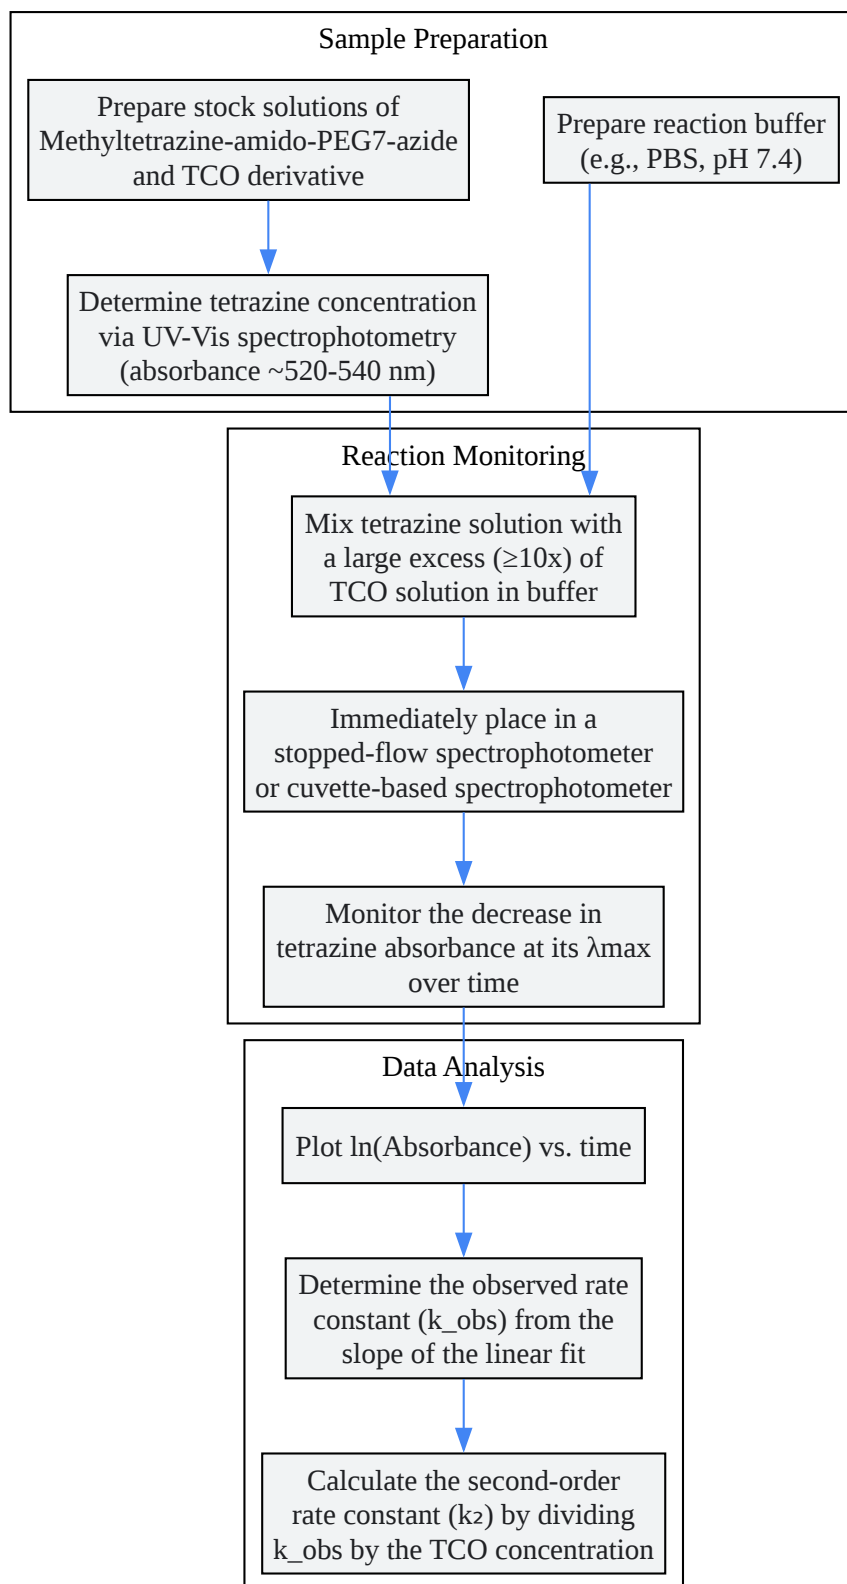 Sample Preparation
Prepare stock solutions of
Methyltetrazine-amido-PEG7-azide
and TCO derivative
Prepare reaction buffer
(e.g., PBS, pH 7.4)
Determine tetrazine concentration
via UV-Vis spectrophotometry
(absorbance ~520-540 nm)
Reaction Monitoring
Mix tetrazine solution with
a large excess (≥10x) of
TCO solution in buffer
Immediately place in a
stopped-flow spectrophotometer
or cuvette-based spectrophotometer
Monitor the decrease in
tetrazine absorbance at its λmax
over time
Data Analysis
Plot ln(Absorbance) vs. time
Determine the observed rate
constant (k_obs) from the
slope of the linear fit
Calculate the second-order
rate constant (k₂) by dividing
k_obs by the TCO concentration